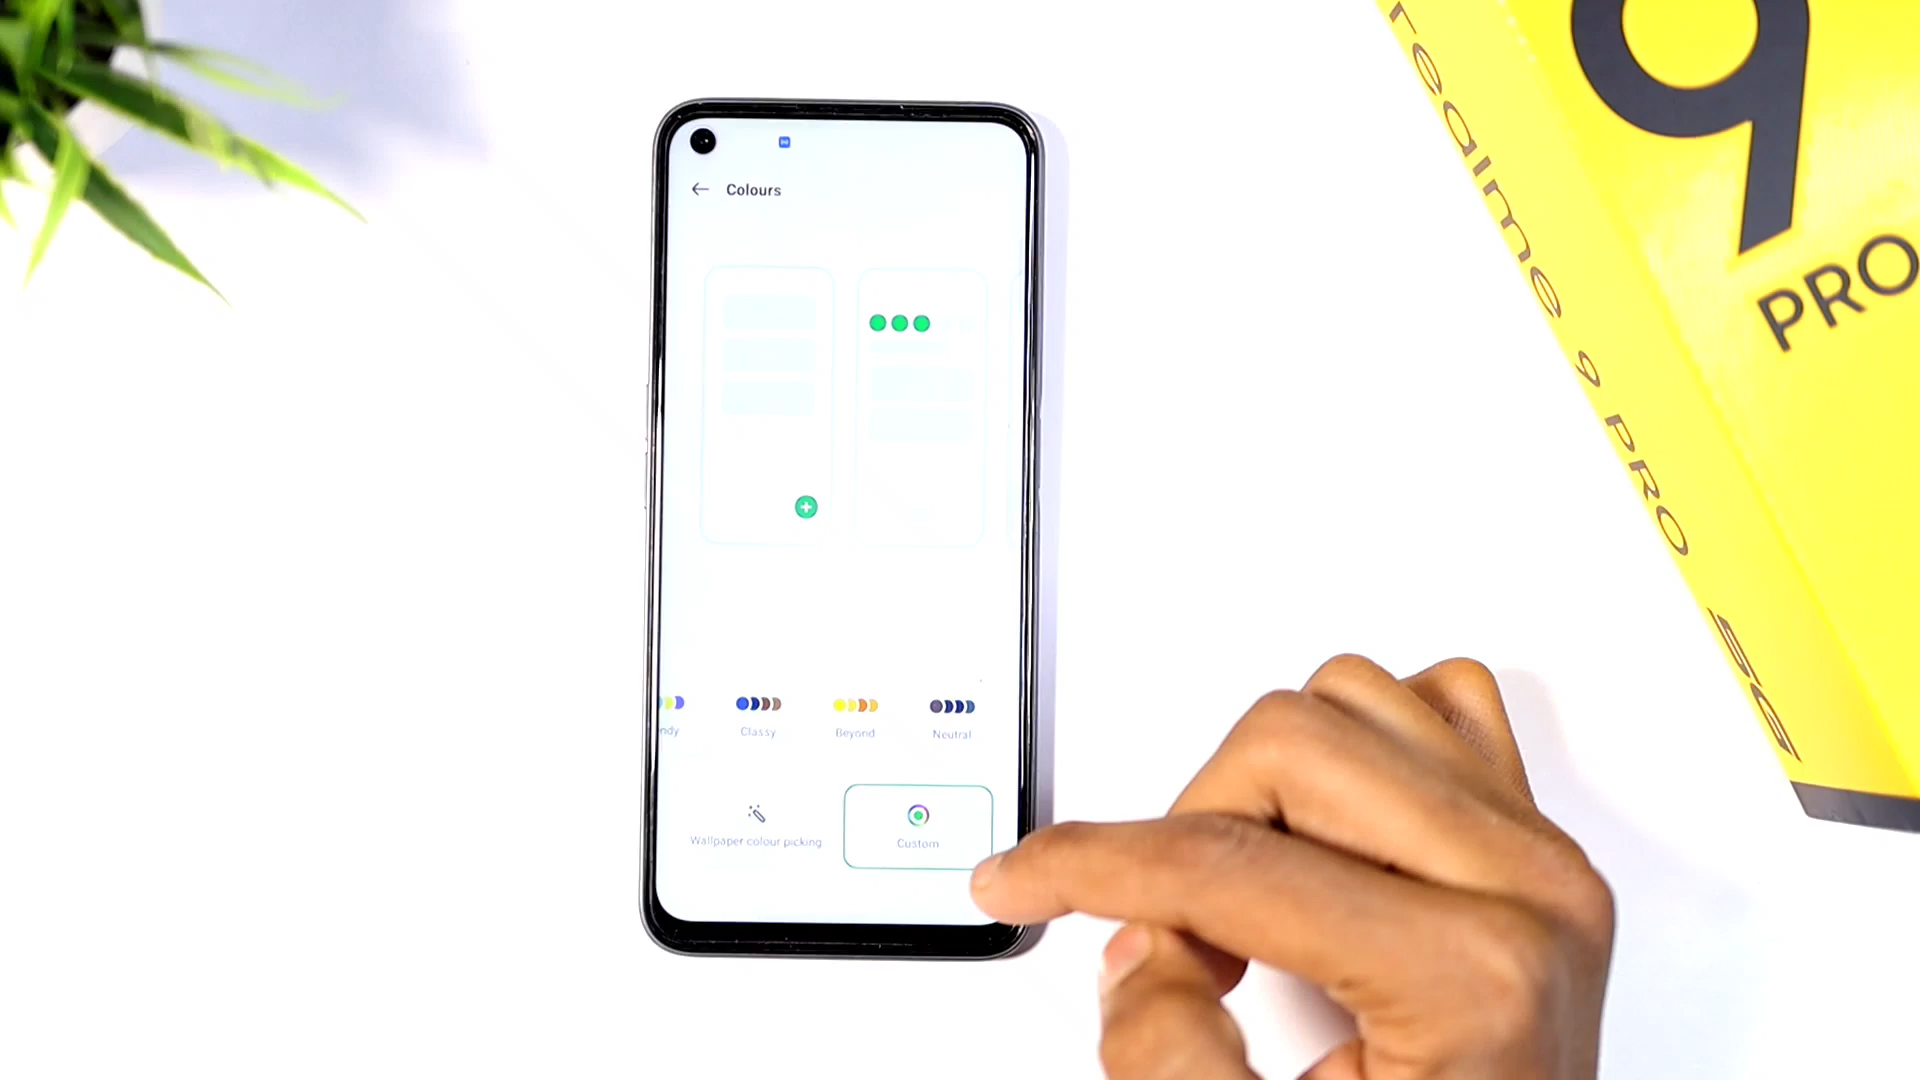 Colours
ndy
Classy
Beyond
Neutral
Wallpaper colour picking
Custom
realme 9 PRO 5G
9
PRO